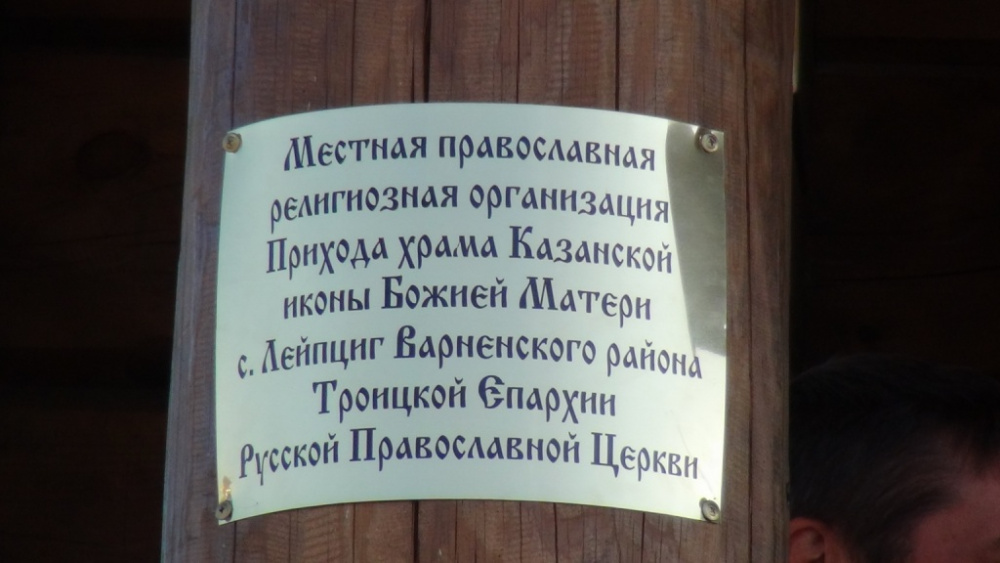 Местная православная
религиозная организация
Прихода храма Казанской
иконы Божией Матери
с. Лейпциг Варненского района
Троицкой Епархии
Русской Православной Церкви